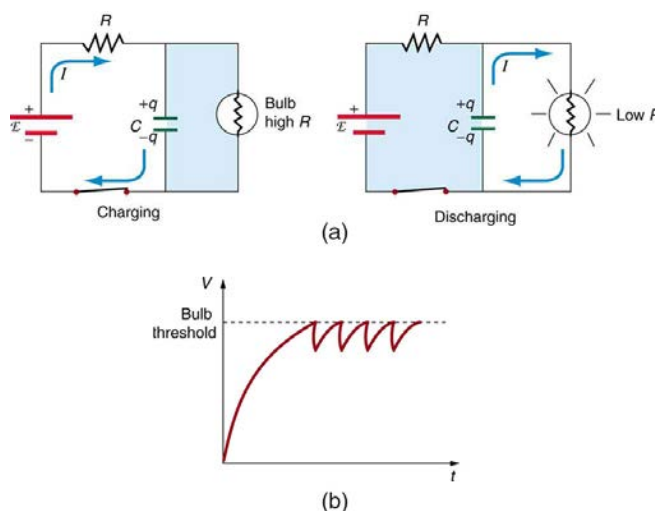 R
I
+
ℰ
−
+q
C
−q
Bulb
high R
Charging
R
I
+
ℰ
+q
C
−q
Low R
Discharging
(a)
V
Bulb
threshold
t
(b)